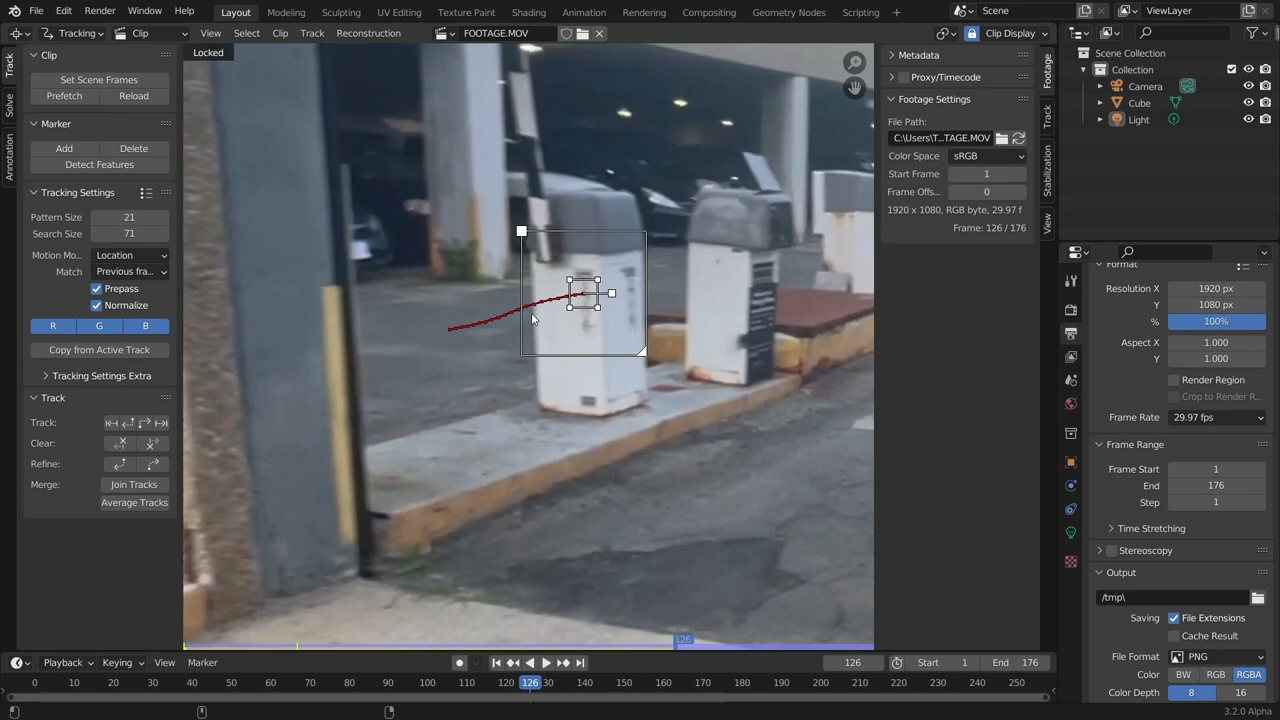 File Edit Render Window Help Layout Modeling Sculpting UV Editing Texture Paint Shading Animation Rendering Compositing Geometry Nodes Scripting + Scene ViewLayer
Tracking Clip View Select Clip Track Reconstruction FOOTAGE.MOV Clip Display
Locked
Track
Solve
Annotation
Clip
Set Scene Frames
Prefetch Reload
Marker
Add Delete
Detect Features
Tracking Settings
Pattern Size 21
Search Size 71
Motion Mo... Location
Match Previous fra...
Prepass
Normalize
R G B
Copy from Active Track
Tracking Settings Extra
Track
Track:
Clear:
Refine:
Merge: Join Tracks
Average Tracks
126
Metadata
Proxy/Timecode
Footage Settings
File Path:
C:\Users\T...TAGE.MOV
Color Space sRGB
Start Frame 1
Frame Offs... 0
1920 x 1080, RGB byte, 29.97 f
Frame: 126 / 176
Footage
Track
Stabilization
View
Scene Collection
Collection
Camera
Cube
Light
Format
Resolution X 1920 px
Y 1080 px
% 100%
Aspect X 1.000
Y 1.000
Render Region
Crop to Render R...
Frame Rate 29.97 fps
Frame Range
Frame Start 1
End 176
Step 1
Time Stretching
Stereoscopy
Output
/tmp\
Saving File Extensions
Cache Result
File Format PNG
Color BW RGB RGBA
Color Depth 8 16
Playback Keying View Marker 126 Start 1 End 176
0 10 20 30 40 50 60 70 80 90 100 110 120 126 140 150 160 170 180 190 200 210 220 230 240 250
3.2.0 Alpha